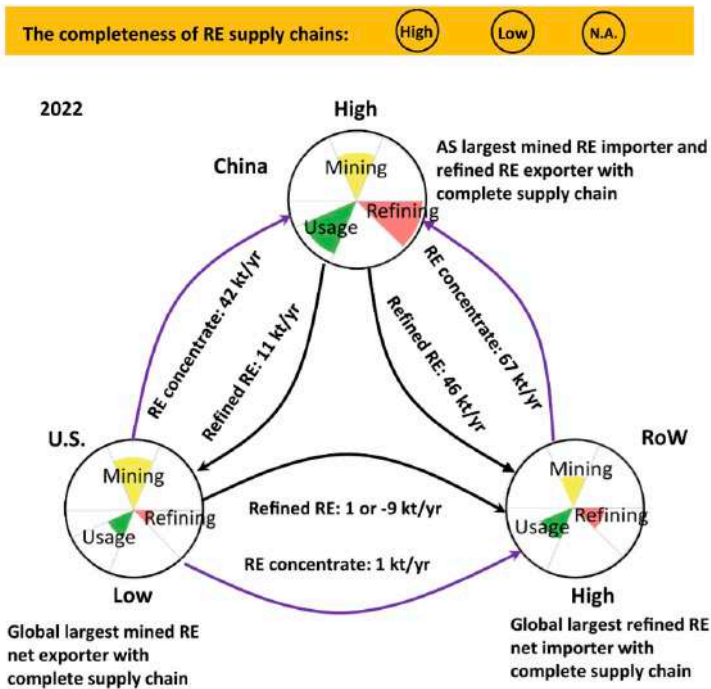 The completeness of RE supply chains: High Low N.A.
2022
High
China
Mining
Refining
Usage
AS largest mined RE importer and
refined RE exporter with
complete supply chain
RE concentrate: 42 kt/yr
Refined RE: 11 kt/yr
Refined RE: 46 kt/yr
RE concentrate: 67 kt/yr
U.S.
Mining
Refining
Usage
Low
Global largest mined RE
net exporter with
complete supply chain
Refined RE: 1 or -9 kt/yr
RE concentrate: 1 kt/yr
RoW
Mining
Refining
Usage
High
Global largest refined RE
net importer with
complete supply chain